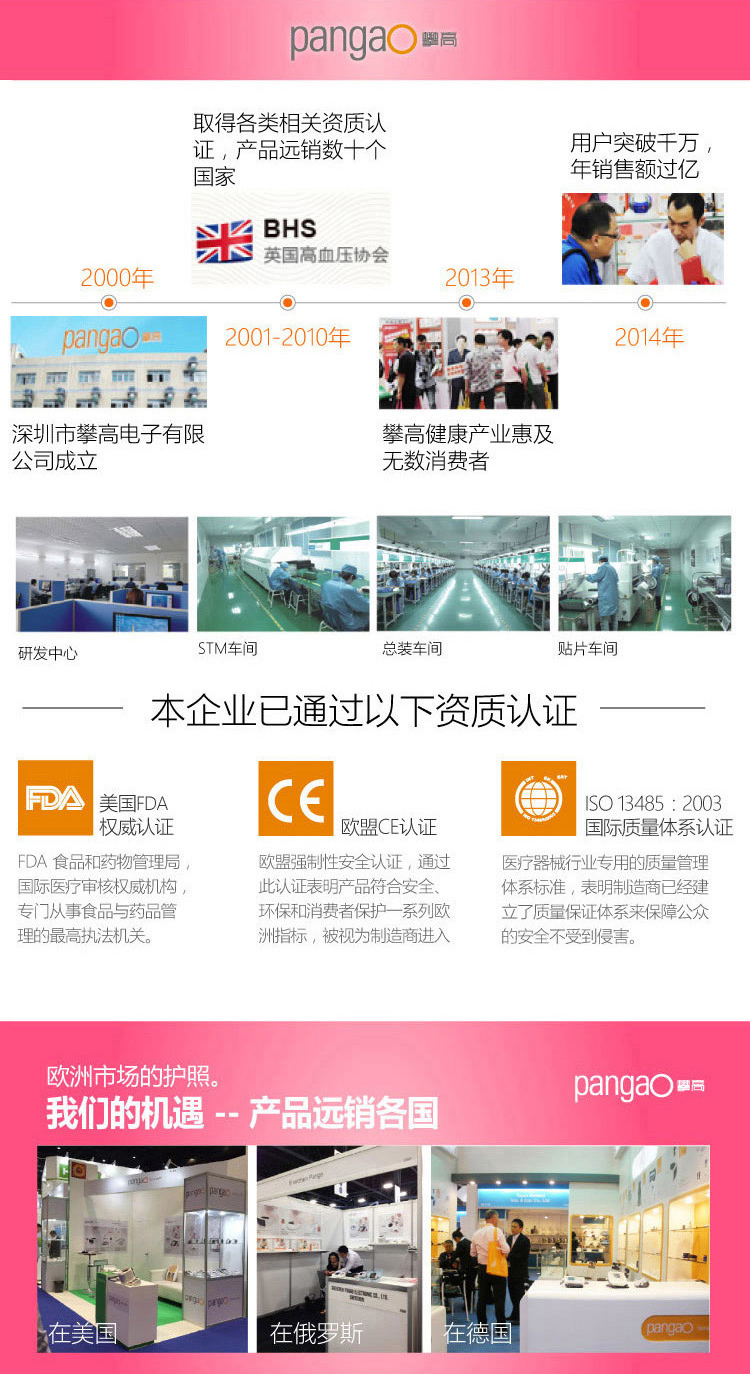 pangao 攀高
取得各类相关资质认
证，产品远销数十个
国家
用户突破千万，
年销售额过亿
BHS
英国高血压协会
2000年
2013年
pangao 攀高
2001-2010年
2014年
深圳市攀高电子有限
公司成立
攀高健康产业惠及
无数消费者
研发中心
STM车间
总装车间
贴片车间
本企业已通过以下资质认证
FDA
美国FDA
权威认证
CE
欧盟CE认证
ISO 13485：2003
国际质量体系认证
FDA 食品和药物管理局，
国际医疗审核权威机构，
专门从事食品与药品管
理的最高执法机关。
欧盟强制性安全认证，通过
此认证表明产品符合安全、
环保和消费者保护一系列欧
洲指标，被视为制造商进入
医疗器械行业专用的质量管理
体系标准，表明制造商已经建
立了质量保证体系来保障公众
的安全不受到侵害。
欧洲市场的护照。
我们的机遇 -- 产品远销各国
pangao 攀高
pangao
pangao
pangao
在美国
Shenzhen Pango
在俄罗斯
在德国
pangao